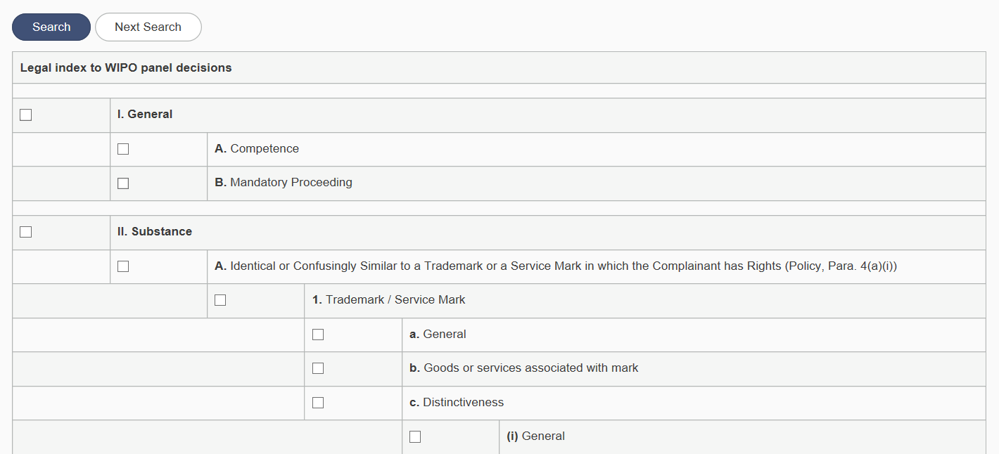 Search
Next Search
Legal index to WIPO panel decisions
I. General
A. Competence
B. Mandatory Proceeding
II. Substance
A. Identical or Confusingly Similar to a Trademark or a Service Mark in which the Complainant has Rights (Policy, Para. 4(a)(i))
1. Trademark / Service Mark
a. General
b. Goods or services associated with mark
c. Distinctiveness
(i) General